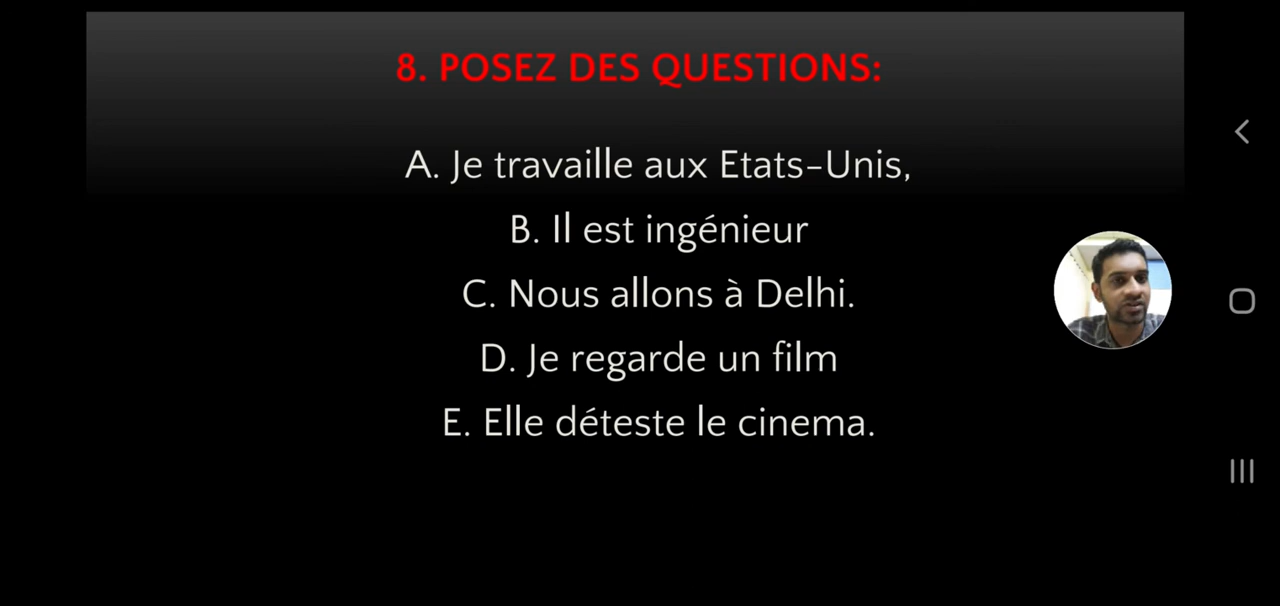 8. POSEZ DES QUESTIONS:
A. Je travaille aux Etats-Unis,
B. Il est ingénieur
C. Nous allons à Delhi.
D. Je regarde un film
E. Elle déteste le cinema.